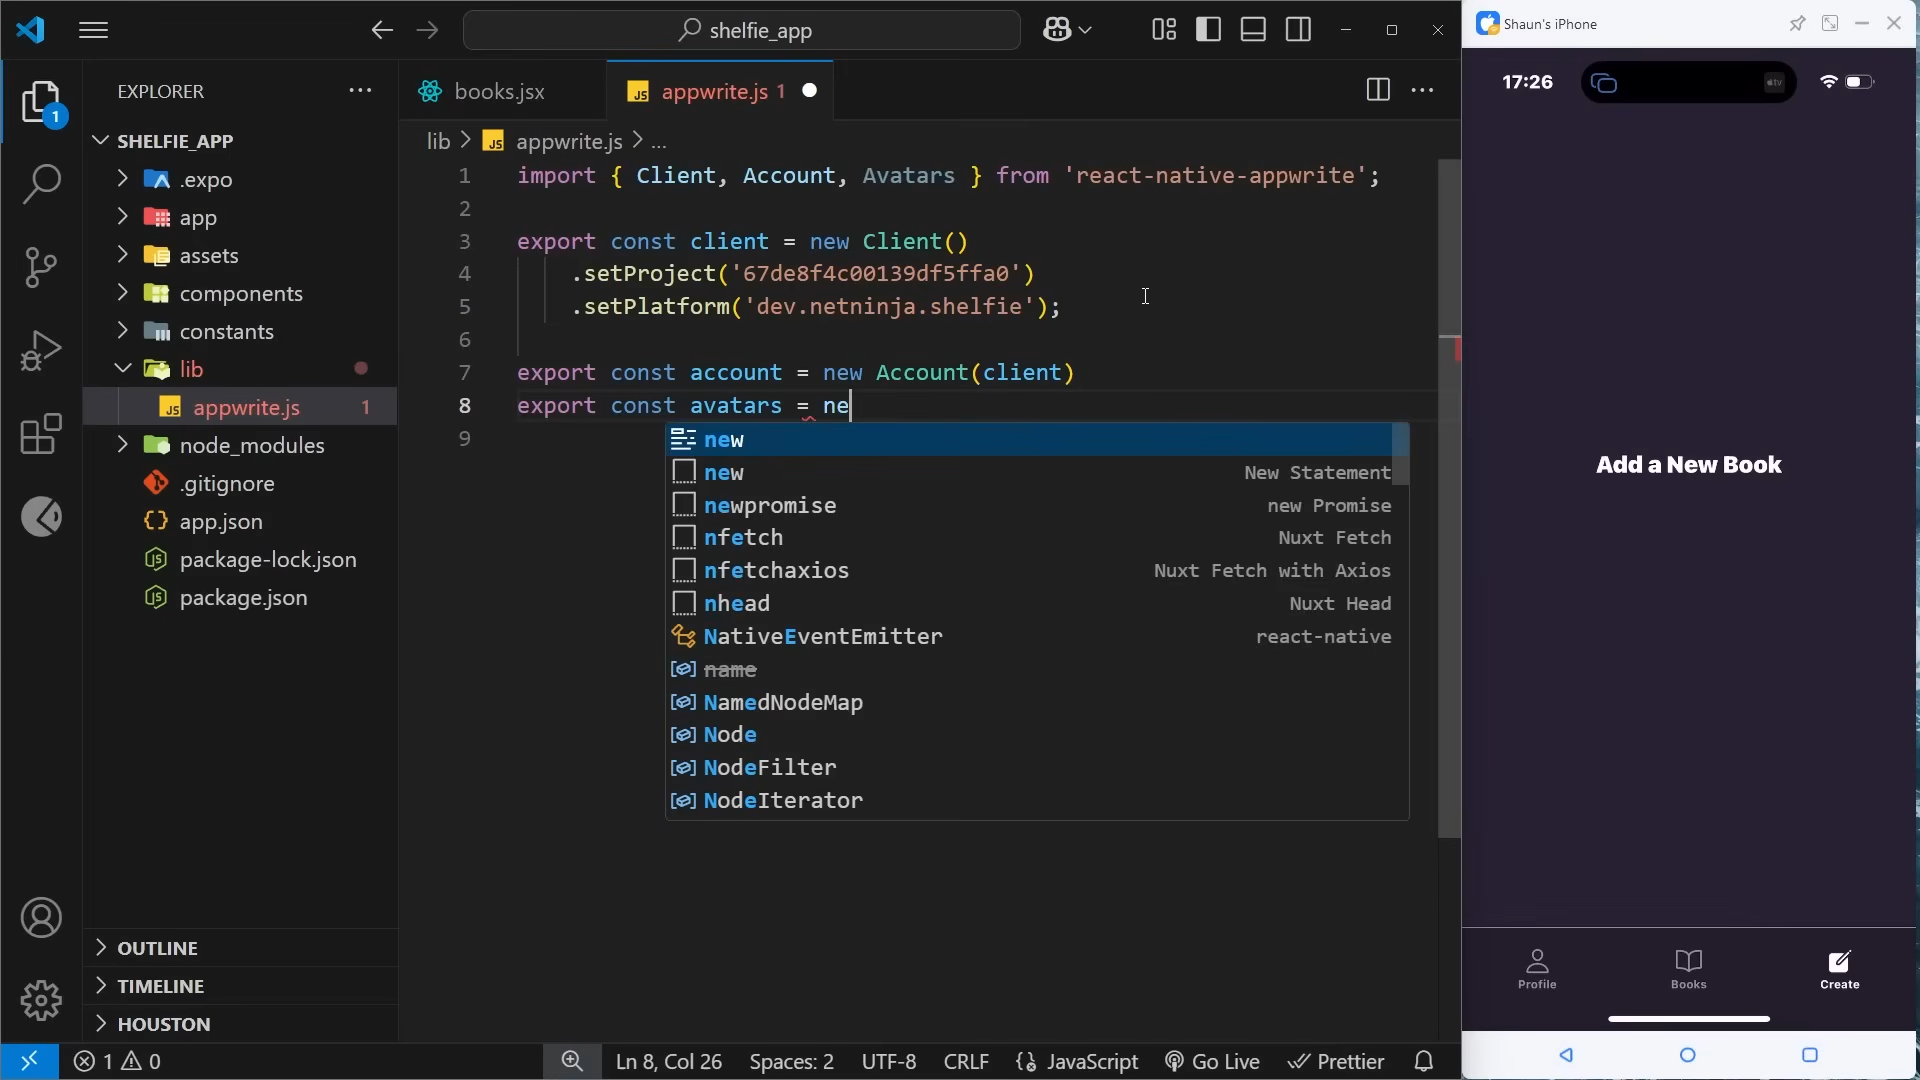 shelfie_app
Shaun's iPhone
EXPLORER
books.jsx
appwrite.js 1
17:26
tv
1
SHELFIE_APP
.expo
app
assets
components
constants
lib
appwrite.js 1
node_modules
.gitignore
app.json
package-lock.json
package.json
OUTLINE
TIMELINE
HOUSTON
lib > appwrite.js > ...
1 import { Client, Account, Avatars } from 'react-native-appwrite';
2
3 export const client = new Client()
4 .setProject('67de8f4c00139df5ffa0')
5 .setPlatform('dev.netninja.shelfie');
6
7 export const account = new Account(client)
8 export const avatars = ne
9
new
new New Statement
newpromise new Promise
nfetch Nuxt Fetch
nfetchaxios Nuxt Fetch with Axios
nhead Nuxt Head
NativeEventEmitter react-native
name
NamedNodeMap
Node
NodeFilter
NodeIterator
Add a New Book
Profile
Books
Create
1 0
Ln 8, Col 26
Spaces: 2
UTF-8
CRLF
{} JavaScript
Go Live
Prettier